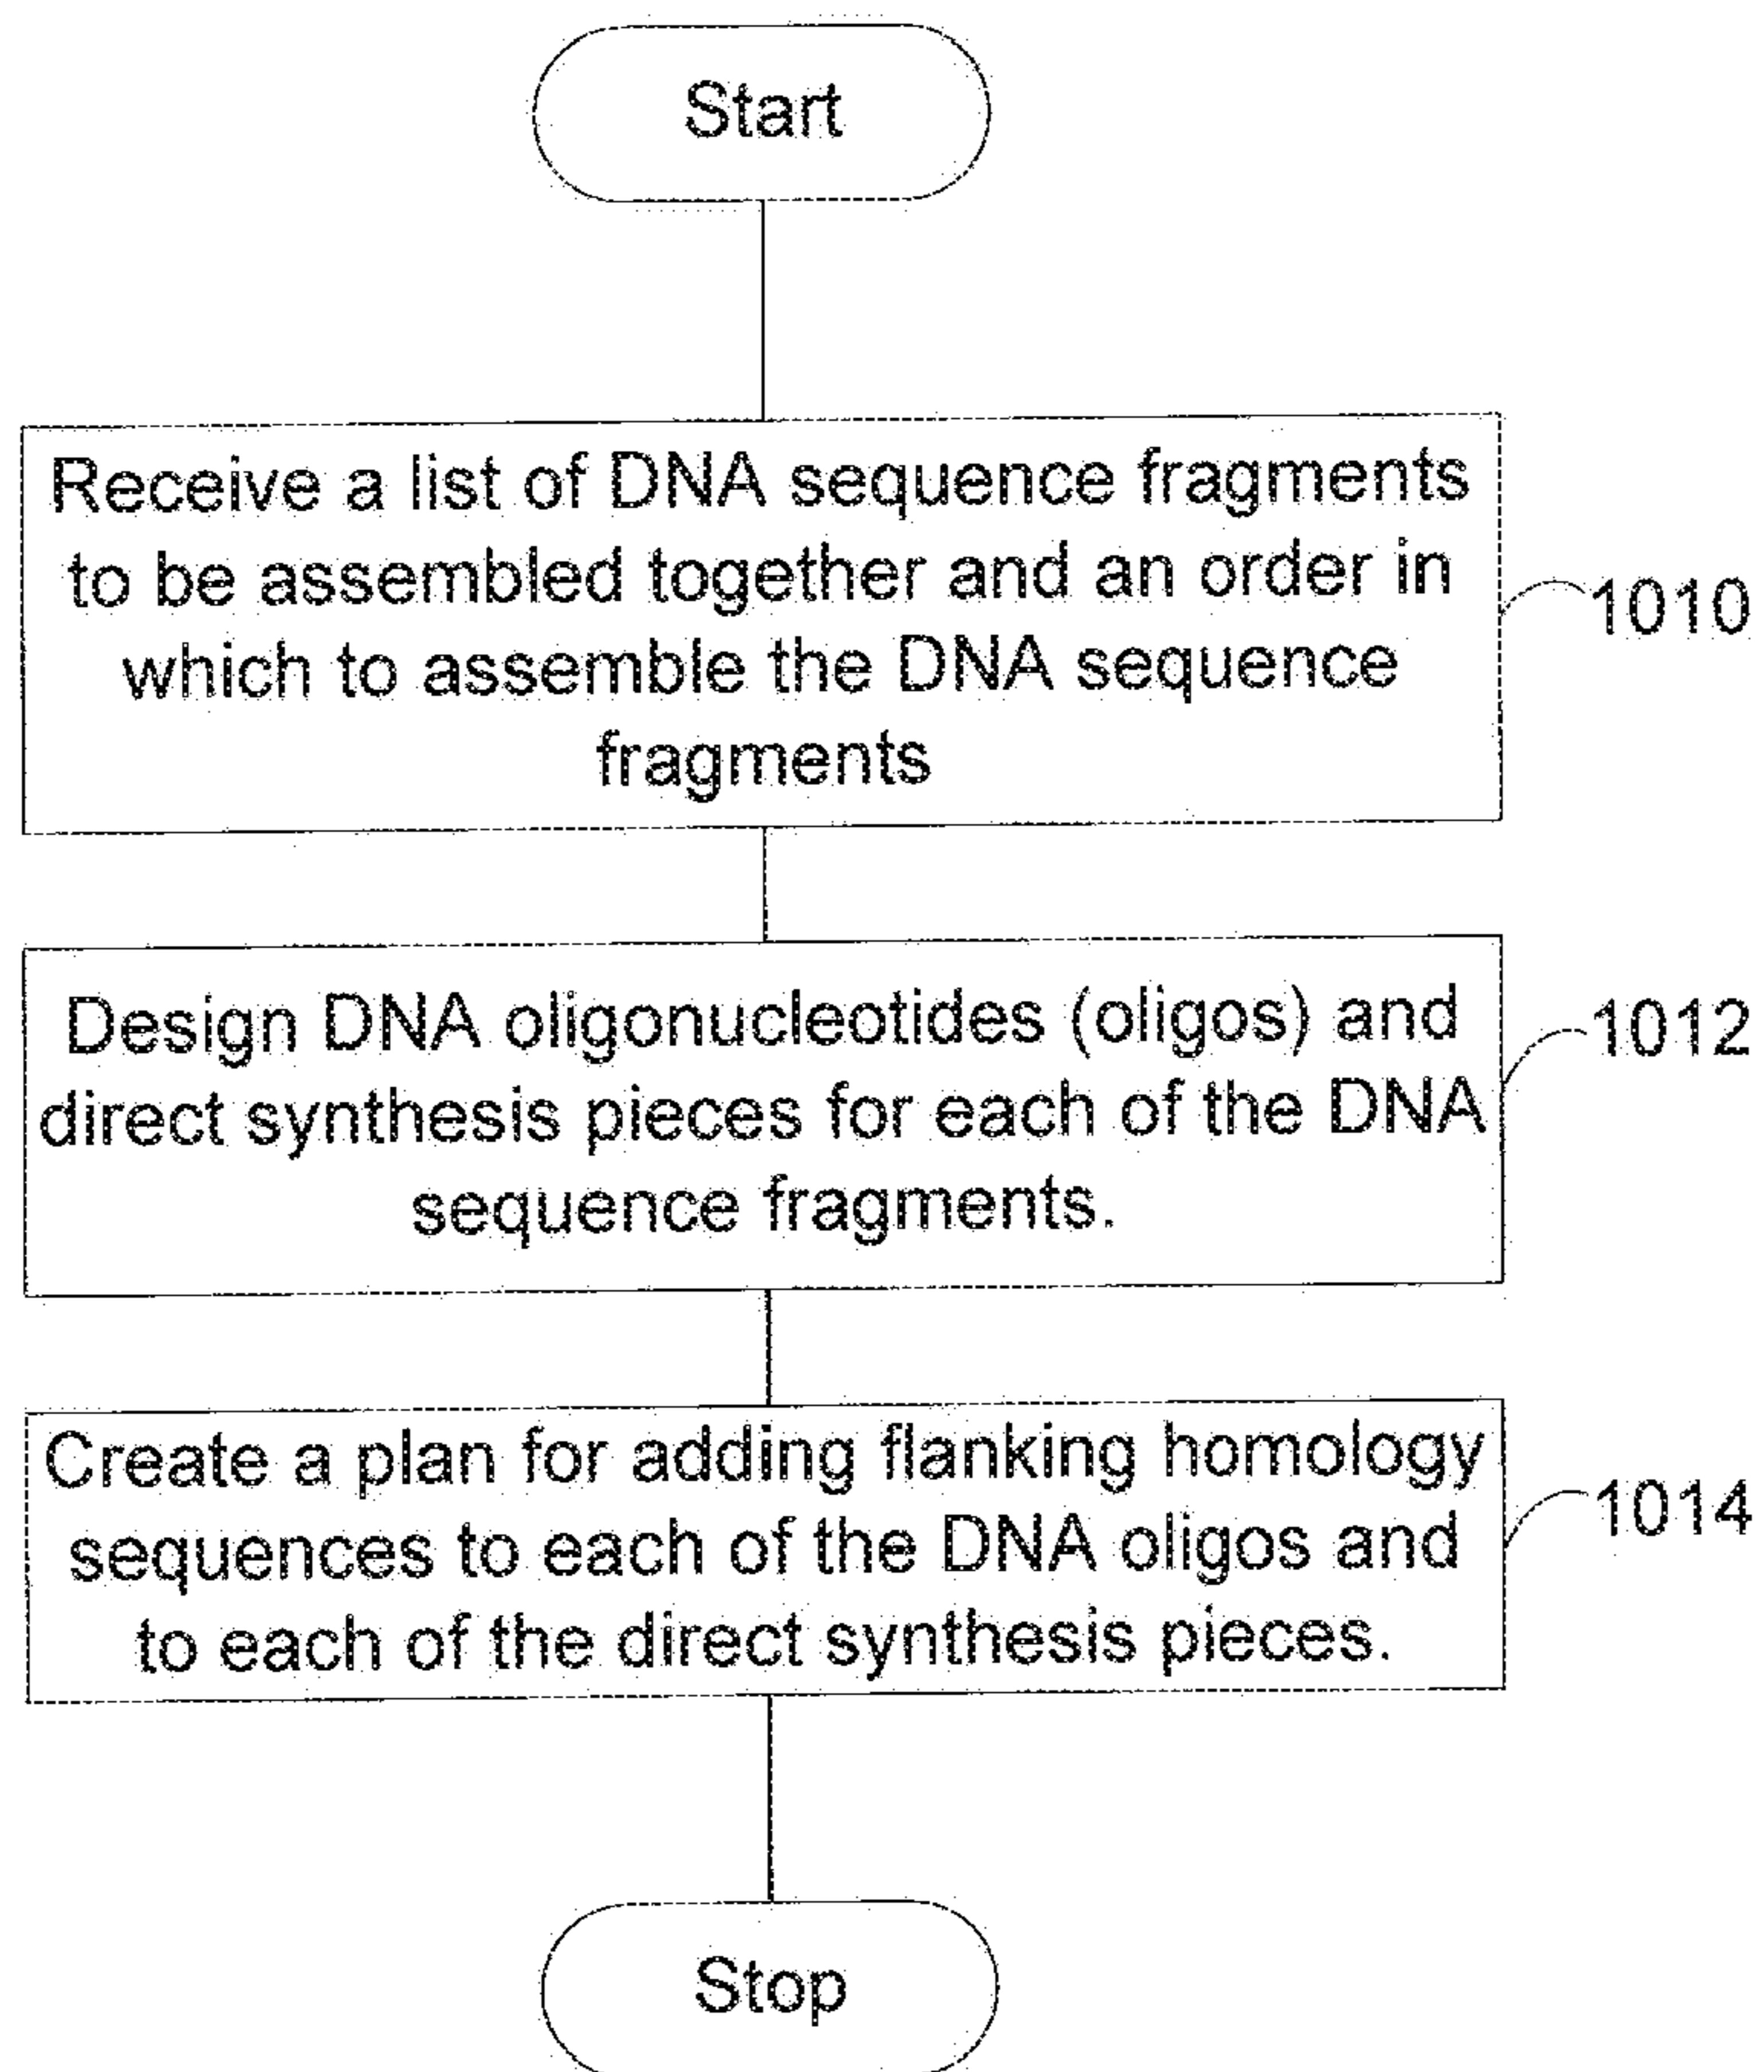 Start
Receive a list of DNA sequence fragments
to be assembled together and an order in
which to assemble the DNA sequence
fragments
1010
Design DNA oligonucleotides (oligos) and
direct synthesis pieces for each of the DNA
sequence fragments.
1012
Create a plan for adding flanking homology
sequences to each of the DNA oligos and
to each of the direct synthesis pieces.
1014
Stop